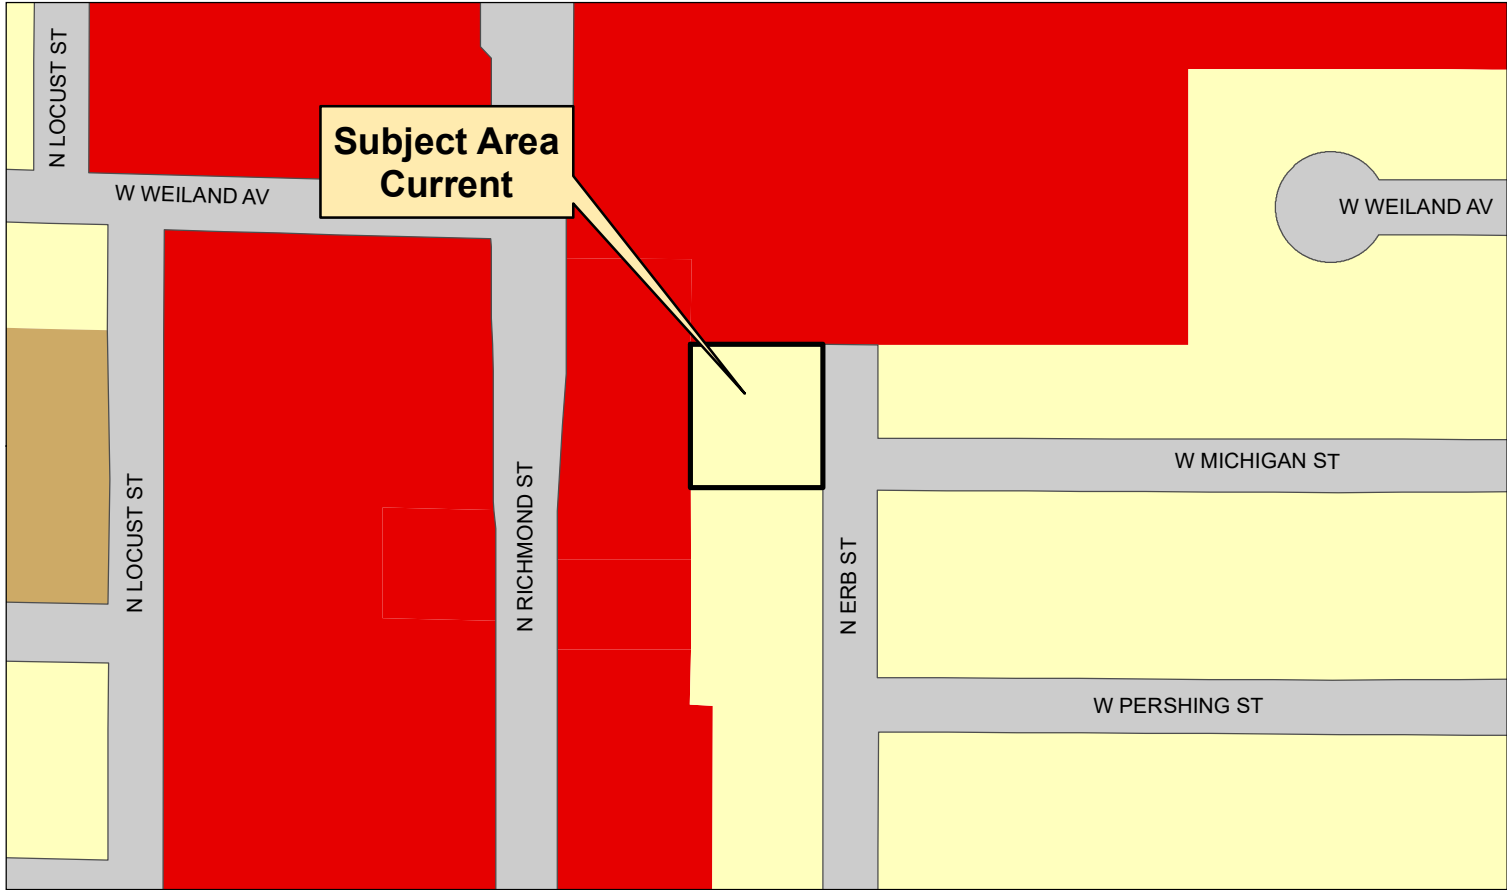 N LOCUST ST
Subject Area
Current
W WEILAND AV
W WEILAND AV
W MICHIGAN ST
N LOCUST ST
N RICHMOND ST
N ERB ST
W PERSHING ST